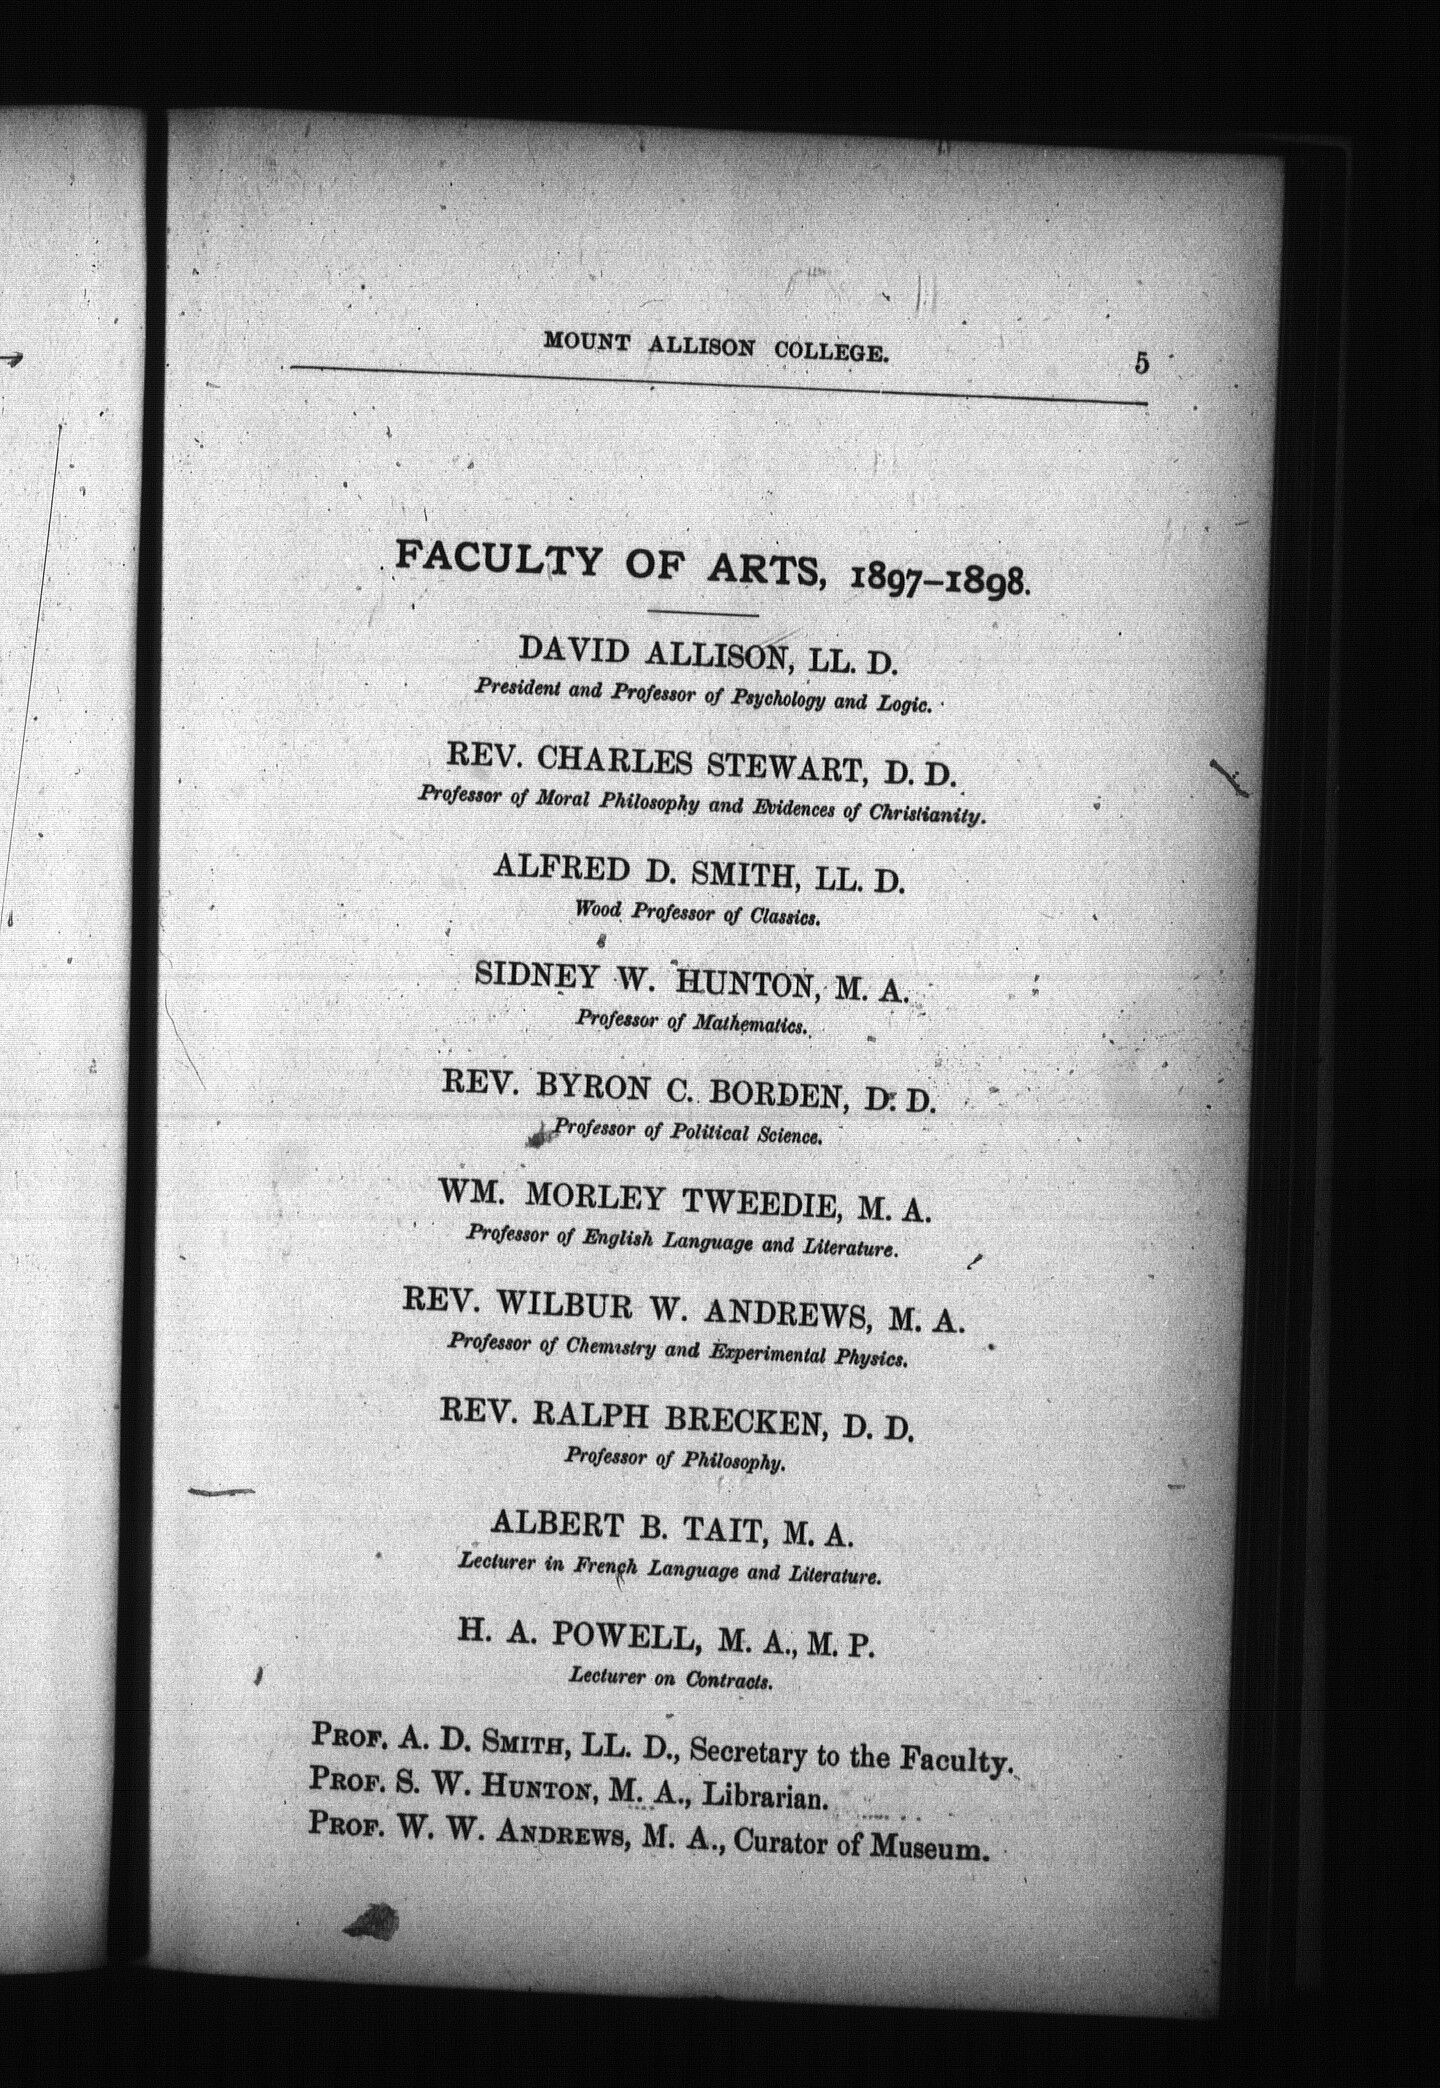 MOUNT ALLISON COLLEGE. 5
FACULTY OF ARTS, 1897-1898.
DAVID ALLISON, LL. D.
President and Professor of Psychology and Logic.
REV. CHARLES STEWART, D. D.
Professor of Moral Philosophy and Evidences of Christianity.
ALFRED D. SMITH, LL. D.
Wood Professor of Classics.
SIDNEY W. HUNTON, M. A.
Professor of Mathematics.
REV. BYRON C. BORDEN, D. D.
Professor of Political Science.
WM. MORLEY TWEEDIE, M. A.
Professor of English Language and Literature.
REV. WILBUR W. ANDREWS, M. A.
Professor of Chemistry and Experimental Physics.
REV. RALPH BRECKEN, D. D.
Professor of Philosophy.
ALBERT B. TAIT, M. A.
Lecturer in French Language and Literature.
H. A. POWELL, M. A., M. P.
Lecturer on Contracts.
PROF. A. D. SMITH, LL. D., Secretary to the Faculty.
PROF. S. W. HUNTON, M. A., Librarian.
PROF. W. W. ANDREWS, M. A., Curator of Museum.